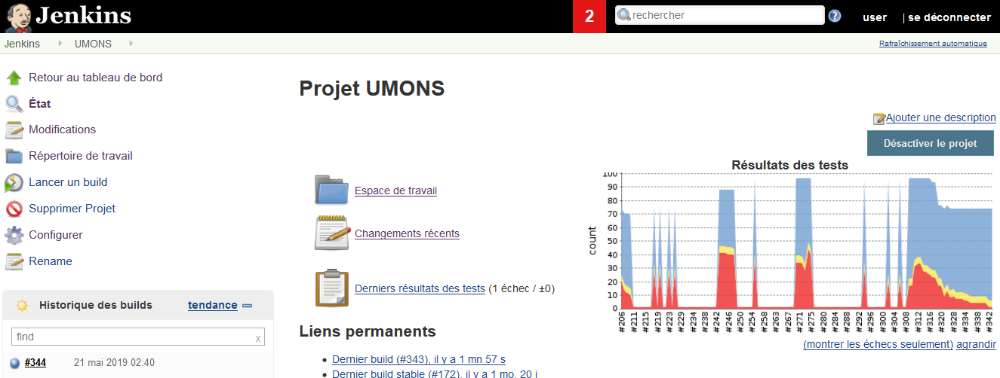 Jenkins
2
rechercher
user
| se déconnecter
Jenkins
UMONS
Rafraîchissement automatique
Retour au tableau de bord
État
Modifications
Répertoire de travail
Lancer un build
Supprimer Projet
Configurer
Rename
Historique des builds
tendance
find
x
#344
21 mai 2019 02:40
Projet UMONS
Ajouter une description
Désactiver le projet
Espace de travail
Changements récents
Derniers résultats des tests (1 échec / ±0)
Liens permanents
Dernier build (#343), il y a 1 mn 57 s
Dernier build stable (#172), il y a 1 mo. 20 j
Résultats des tests
count
100
90
80
70
60
50
40
30
20
10
0
#206
#211
#215
#219
#223
#229
#234
#238
#242
#246
#250
#254
#258
#263
#267
#271
#275
#280
#284
#288
#292
#296
#300
#304
#308
#312
#316
#320
#328
#334
#338
#342
(montrer les échecs seulement) agrandir